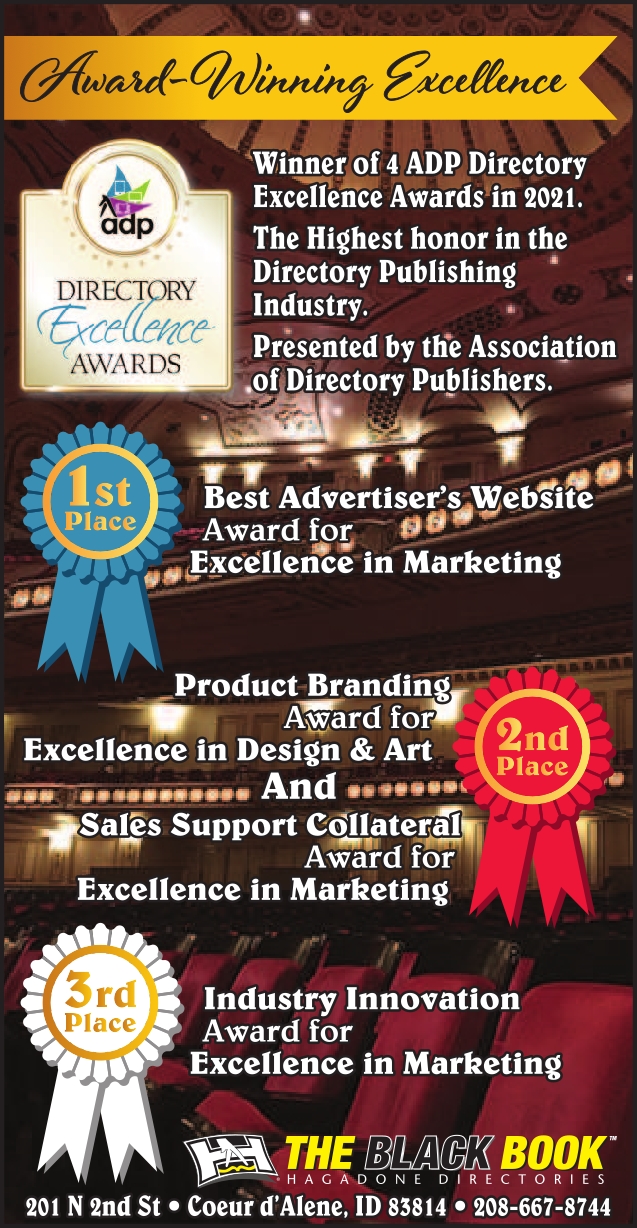 Award-Winning Excellence
adp
DIRECTORY
Excellence
AWARDS
Winner of 4 ADP Directory
Excellence Awards in 2021.
The Highest honor in the
Directory Publishing
Industry.
Presented by the Association
of Directory Publishers.
1st
Place
Best Advertiser's Website
Award for
Excellence in Marketing
Product Branding
Award for
Excellence in Design & Art
And
Sales Support Collateral
Award for
Excellence in Marketing
2nd
Place
3rd
Place
Industry Innovation
Award for
Excellence in Marketing
HA THE BLACK BOOK™
HAGADONE DIRECTORIES
201 N 2nd St • Coeur d'Alene, ID 83814 • 208-667-8744